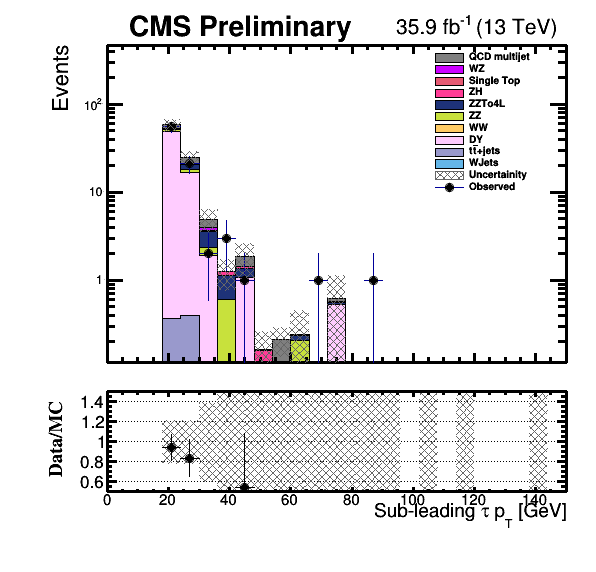 CMS Preliminary
35.9 fb⁻¹ (13 TeV)
Events
10²
10
1
QCD multijet
WZ
Single Top
ZH
ZZTo4L
ZZ
WW
DY
tt̄+jets
WJets
Uncertainity
Observed
Data/MC
1.4
1.2
1
0.8
0.6
0 20 40 60 80 100 120 140
Sub-leading τ p_T [GeV]